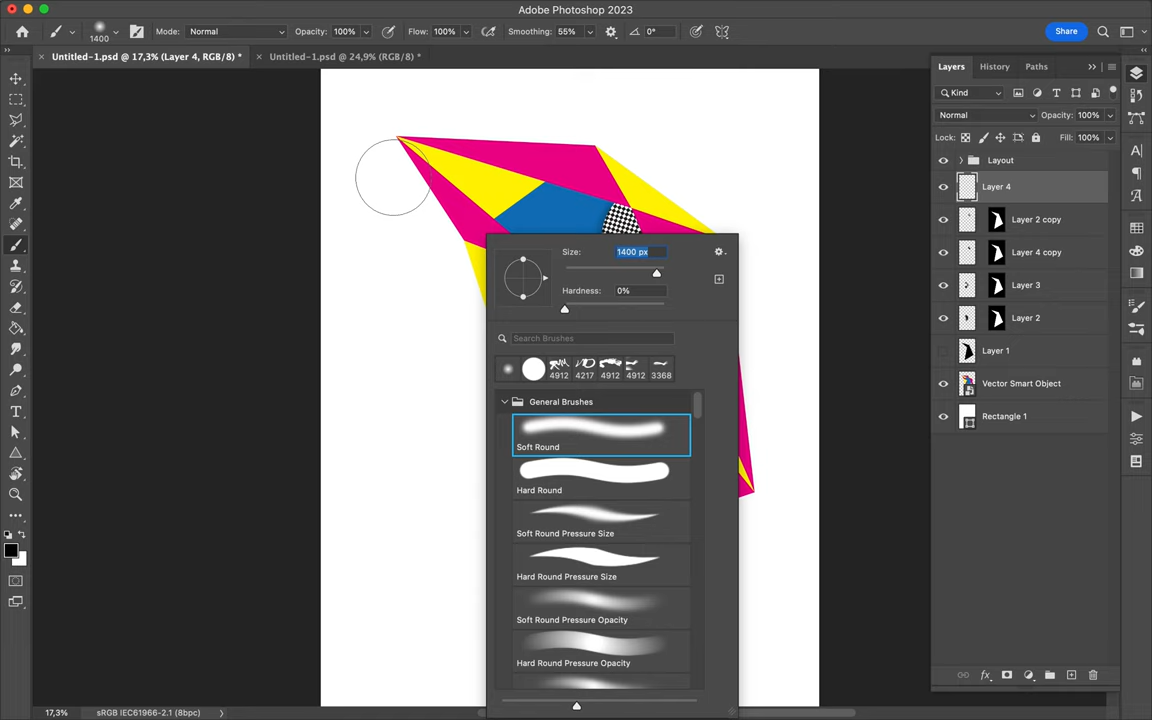 Adobe Photoshop 2023
1400 Mode: Normal Opacity: 100% Flow: 100% Smoothing: 55% 0° Share
Untitled-1.psd @ 17,3% (Layer 4, RGB/8) * Untitled-1.psd @ 24,9% (RGB/8) *
Layers History Paths
Kind
Normal Opacity: 100%
Lock: Fill: 100%
Layout
Layer 4
Layer 2 copy
Layer 4 copy
Layer 3
Layer 2
Layer 1
Vector Smart Object
Rectangle 1
Size: 1400 px
Hardness: 0%
Search Brushes
4912 4217 4912 4912 3368
General Brushes
Soft Round
Hard Round
Soft Round Pressure Size
Hard Round Pressure Size
Soft Round Pressure Opacity
Hard Round Pressure Opacity
17,3% sRGB IEC61966-2.1 (8bpc)